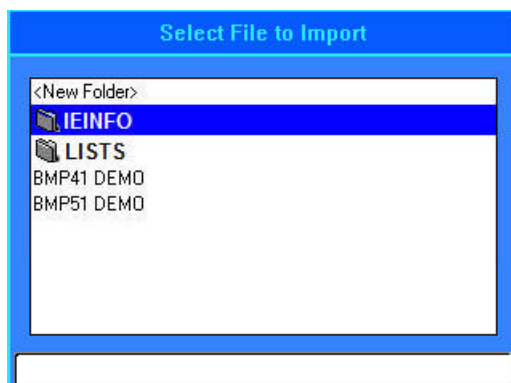 Select File to Import
<New Folder>
IEINFO
LISTS
BMP41 DEMO
BMP51 DEMO